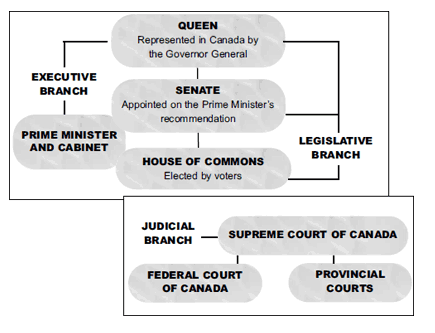 QUEEN
Represented in Canada by
the Governor General
EXECUTIVE
BRANCH
SENATE
Appointed on the Prime Minister's
recommendation
PRIME MINISTER
AND CABINET
LEGISLATIVE
BRANCH
HOUSE OF COMMONS
Elected by voters
JUDICIAL
BRANCH
SUPREME COURT OF CANADA
FEDERAL COURT
OF CANADA
PROVINCIAL
COURTS